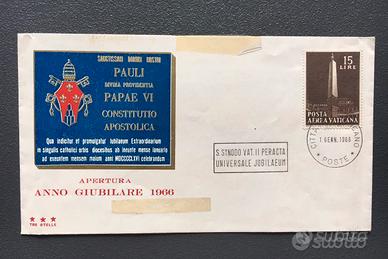 SANCTISSIMI DOMINI NOSTRI
PAULI
DIVINA PROVIDENTIA
PAPAE VI
CONSTITUTIO
APOSTOLICA
Qua indicitur et promulgatur Iubilaeum Extraordinarium
in singulis catholici orbis dioecesibus ab ineunte mense Ianuario
ad exeuntem mensem maium anni MDCCCCLXVI celebrandum
APERTURA
ANNO GIUBILARE 1966
★ ★ ★
TRE STELLE
S. SYNODO VAT. II PERACTA
UNIVERSALE JUBILAEUM
15
LIRE
POSTA
AEREA VATICANA
CITTÀ DEL VATICANO
1 GENN. 1966
POSTE
subito